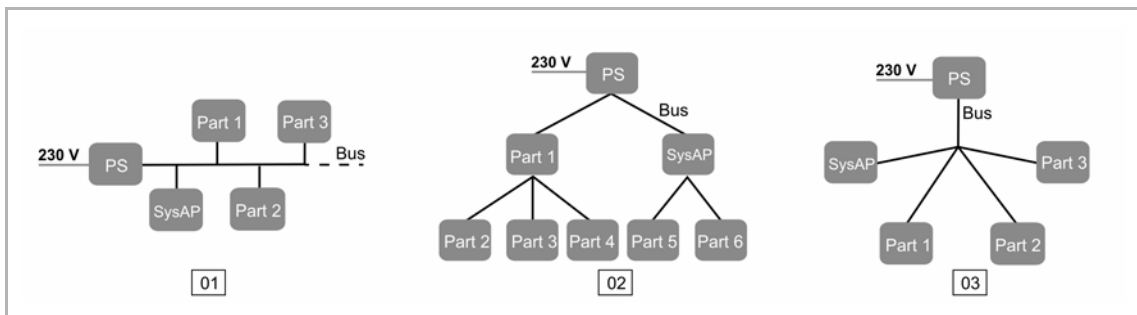 230 V
PS
Part 1
Part 3
Bus
SysAP
Part 2
01
230 V
PS
Bus
Part 1
SysAP
Part 2
Part 3
Part 4
Part 5
Part 6
02
230 V
PS
Bus
SysAP
Part 3
Part 1
Part 2
03